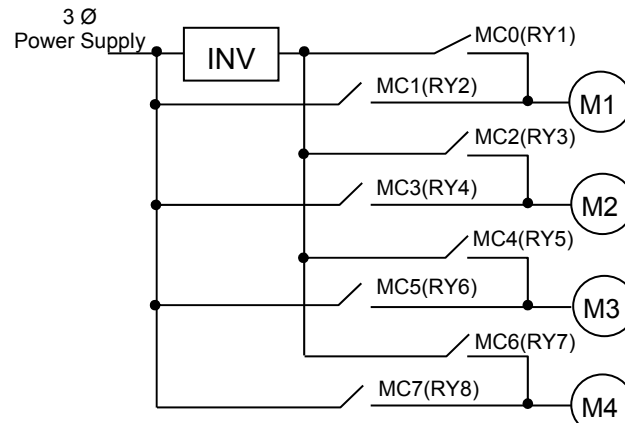 3 Ø
Power Supply
INV
MC0(RY1)
MC1(RY2)
M1
MC2(RY3)
MC3(RY4)
M2
MC4(RY5)
MC5(RY6)
M3
MC6(RY7)
MC7(RY8)
M4